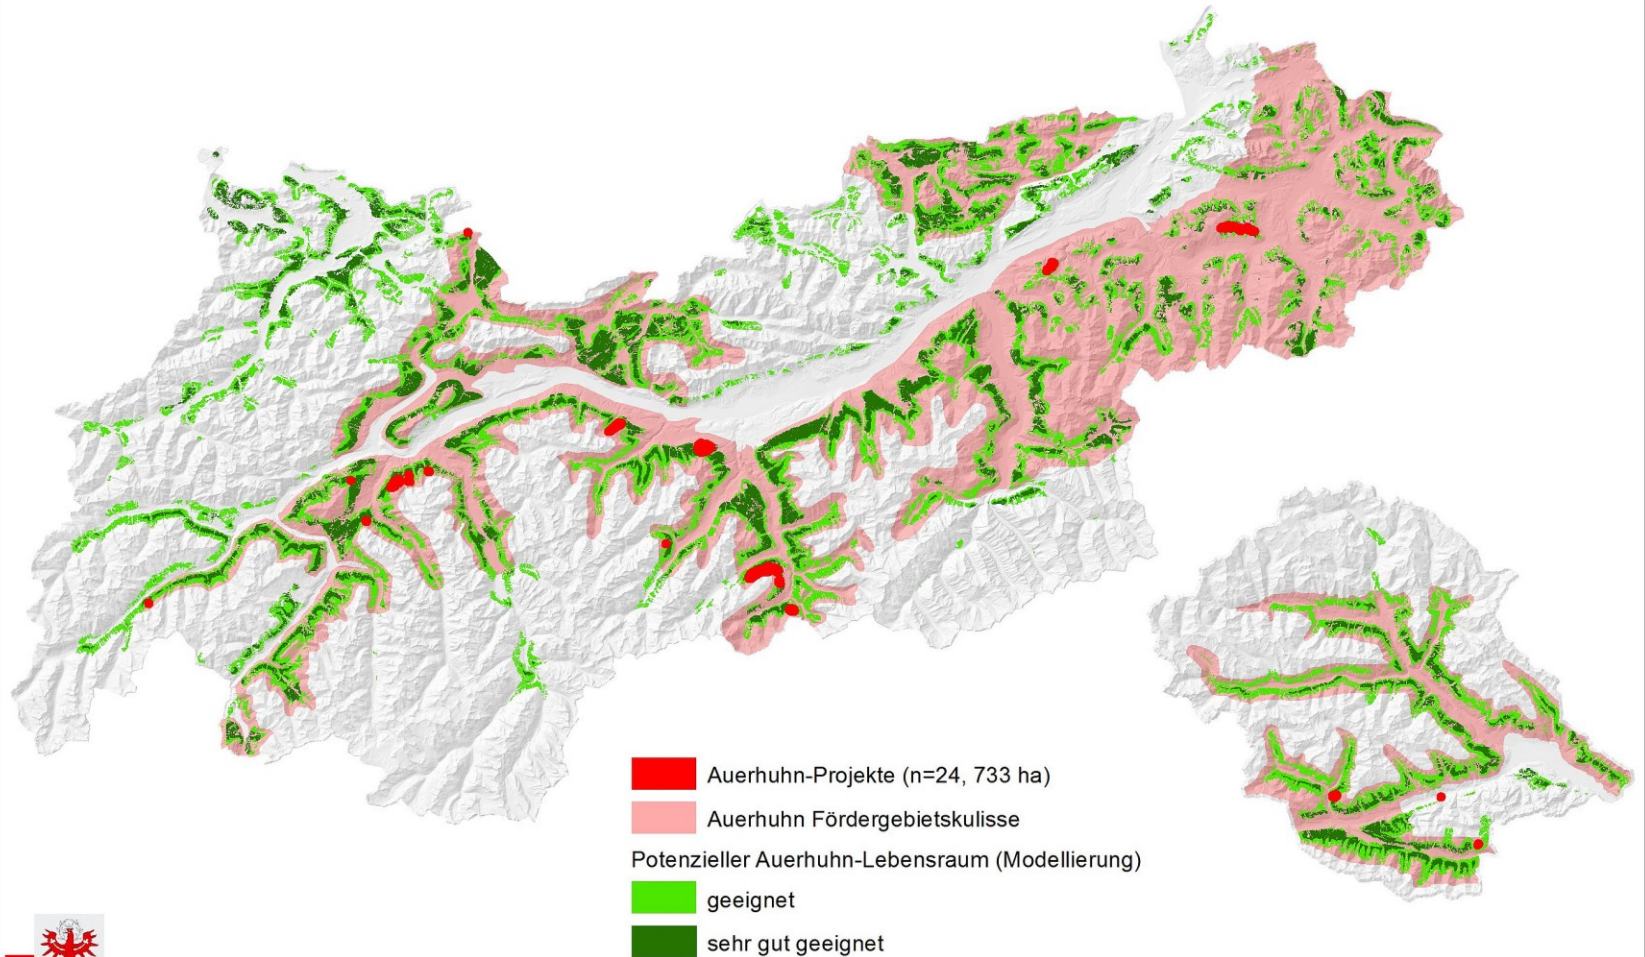 Auerhuhn-Projekte (n=24, 733 ha)
Auerhuhn Fördergebietskulisse
Potenzieller Auerhuhn-Lebensraum (Modellierung)
geeignet
sehr gut geeignet